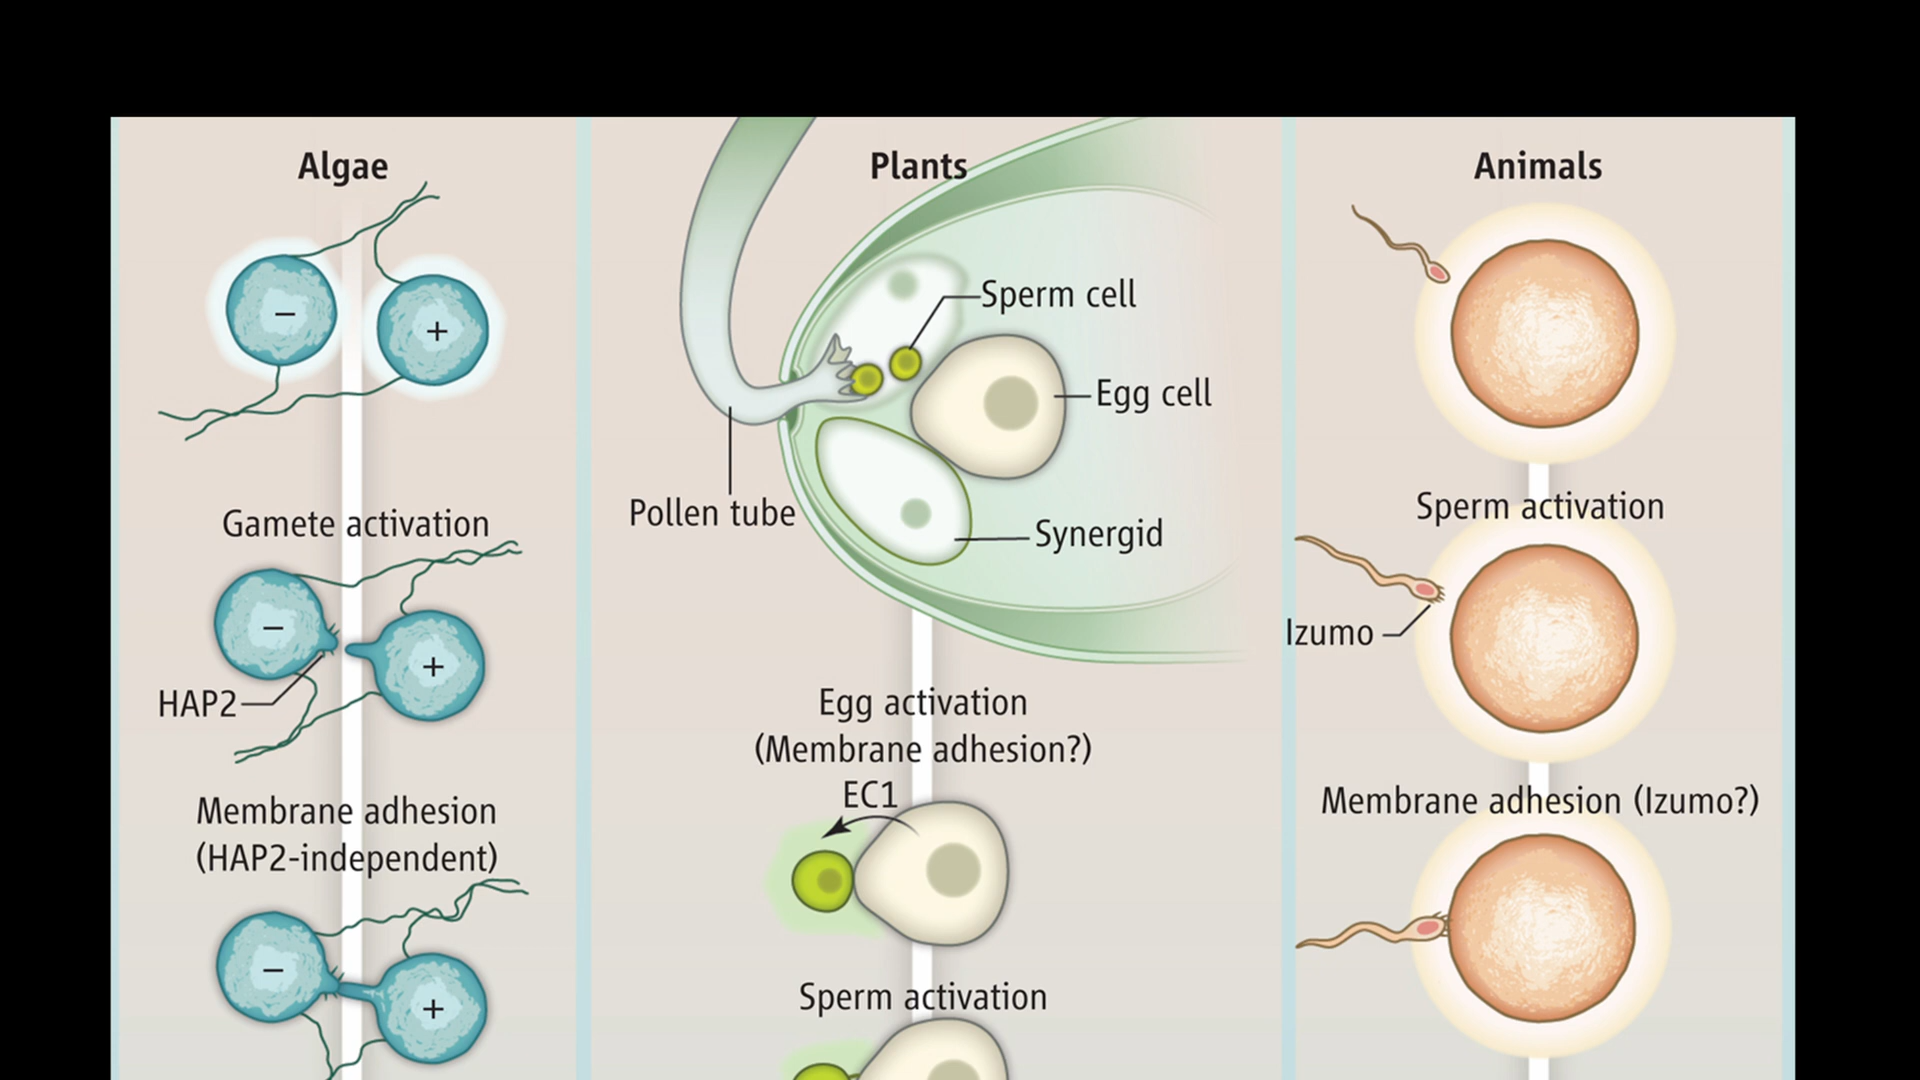 Algae
−
+
Gamete activation
−
+
HAP2
Membrane adhesion
(HAP2-independent)
−
+
Plants
Sperm cell
Egg cell
Pollen tube
Synergid
Egg activation
(Membrane adhesion?)
EC1
Sperm activation
Animals
Sperm activation
Izumo
Membrane adhesion (Izumo?)